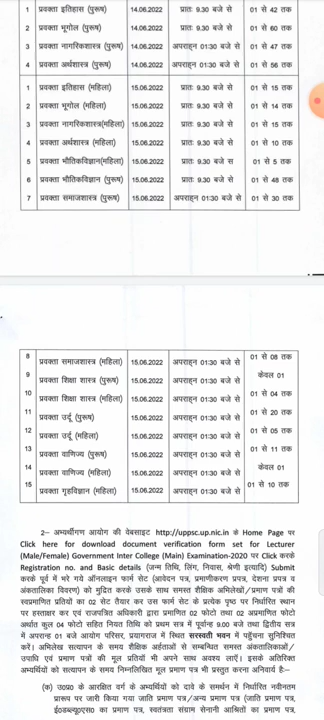 1 प्रवक्ता इतिहास (पुरूष) 14.06.2022 प्रातः 9.30 बजे से 01 से 42 तक
2 प्रवक्ता भूगोल (पुरूष) 14.06.2022 प्रातः 9.30 बजे से 01 से 60 तक
3 प्रवक्ता नागरिकशास्त्र (पुरूष) 14.06.2022 अपराहन 01:30 बजे से 01 से 47 तक
4 प्रवक्ता अर्थशास्त्र (पुरूष) 14.06.2022 अपराहन 01:30 बजे से 01 से 56 तक
1 प्रवक्ता इतिहास (महिला) 15.06.2022 प्रातः 9.30 बजे से 01 से 15 तक
2 प्रवक्ता भूगोल (महिला) 15.06.2022 प्रातः 9.30 बजे से 01 से 14 तक
3 प्रवक्ता नागरिकशास्त्र(महिला) 15.06.2022 प्रातः 9.30 बजे से 01 से 15 तक
4 प्रवक्ता अर्थशास्त्र (महिला) 15.06.2022 प्रातः 9.30 बजे से 01 से 10 तक
5 प्रवक्ता भौतिकविज्ञान(महिला) 15.06.2022 प्रातः 9.30 बजे स 01 से 5 तक
6 प्रवक्ता भौतिकविज्ञान (पुरूष) 15.06.2022 प्रातः 9.30 बजे से 01 से 48 तक
7 प्रवक्ता समाजशास्त्र (पुरूष) 15.06.2022 अपराहन 01:30 बजे से 01 से 30 तक
8 प्रवक्ता समाजशास्त्र (महिला) 15.06.2022 अपराहन 01:30 बजे से 01 से 08 तक
9 प्रवक्ता शिक्षा शास्त्र (पुरूष) 15.06.2022 अपराहन 01:30 बजे से केवल 01
10 प्रवक्ता शिक्षा शास्त्र (महिला) 15.06.2022 अपराहन 01:30 बजे से 01 से 04 तक
11 प्रवक्ता उर्दू (पुरूष) 15.06.2022 अपराहन 01:30 बजे से 01 से 20 तक
12 प्रवक्ता उर्दू (महिला) 15.06.2022 अपराहन 01:30 बजे से 01 से 05 तक
13 प्रवक्ता वाणिज्य (पुरूष) 15.06.2022 अपराहन 01:30 बजे से 01 से 11 तक
14 प्रवक्ता वाणिज्य (महिला) 15.06.2022 अपराहन 01:30 बजे से केवल 01
15 प्रवक्ता गृहविज्ञान (महिला) 15.06.2022 अपराहन 01:30 बजे से 01 से 10 तक
2– अभ्यर्थीगण आयोग की वेबसाइट http://uppsc.up.nic.in के Home Page पर
Click here for download document verification form set for Lecturer
(Male/Female) Government Inter College (Main) Examination-2020 पर Click करके
Registration no. and Basic details (जन्म तिथि, लिंग, निवास, श्रेणी इत्यादि) Submit
करके पूर्व में भरे गये ऑनलाइन फार्म सेट (आवेदन पत्र, प्रमाणीकरण प्रपत्र, देशना प्रपत्र व
अंकतालिका विवरण) को मुद्रित करके उसके साथ समस्त शैक्षिक अभिलेखों/प्रमाण पत्रों की
स्वप्रमाणित प्रतियों का 02 सेट तैयार कर उस फार्म सेट के प्रत्येक पृष्ठ पर निर्धारित स्थान
पर हस्ताक्षर कर एवं राजपत्रित अधिकारी द्वारा प्रमाणित 02 फोटो तथा 02 अप्रमाणित फोटो
अर्थात कुल 04 फोटो सहित नियत तिथि को प्रथम सत्र में पूर्वान्ह 9.00 बजे तथा द्वितीय सत्र
में अपरान्ह 01 बजे आयोग परिसर, प्रयागराज में स्थित सरस्वती भवन में पहुँचना सुनिश्चित
करें। अभिलेख सत्यापन के समय शैक्षिक अर्हताओं से सम्बन्धित समस्त अंकतालिकाओं/
उपाधि एवं प्रमाण पत्रों की मूल प्रतियाँ भी अपने साथ अवश्य लाएँ। इसके अतिरिक्त
अभ्यर्थियों को सत्यापन के समय निम्नलिखित मूल प्रमाण पत्र भी प्रस्तुत करना अनिवार्य है:–
(क) उ0प्र0 के आरक्षित वर्ग के अभ्यर्थियों को दावे के समर्थन में निर्धारित नवीनतम
प्रारूप पर जारी किया गया जाति प्रमाण पत्र/अन्य प्रमाण पत्र (जाति प्रमाण पत्र,
ई0डब्ल्यू0एस0 का प्रमाण पत्र, स्वतंत्रता संग्राम सेनानी आश्रितों का प्रमाण पत्र,